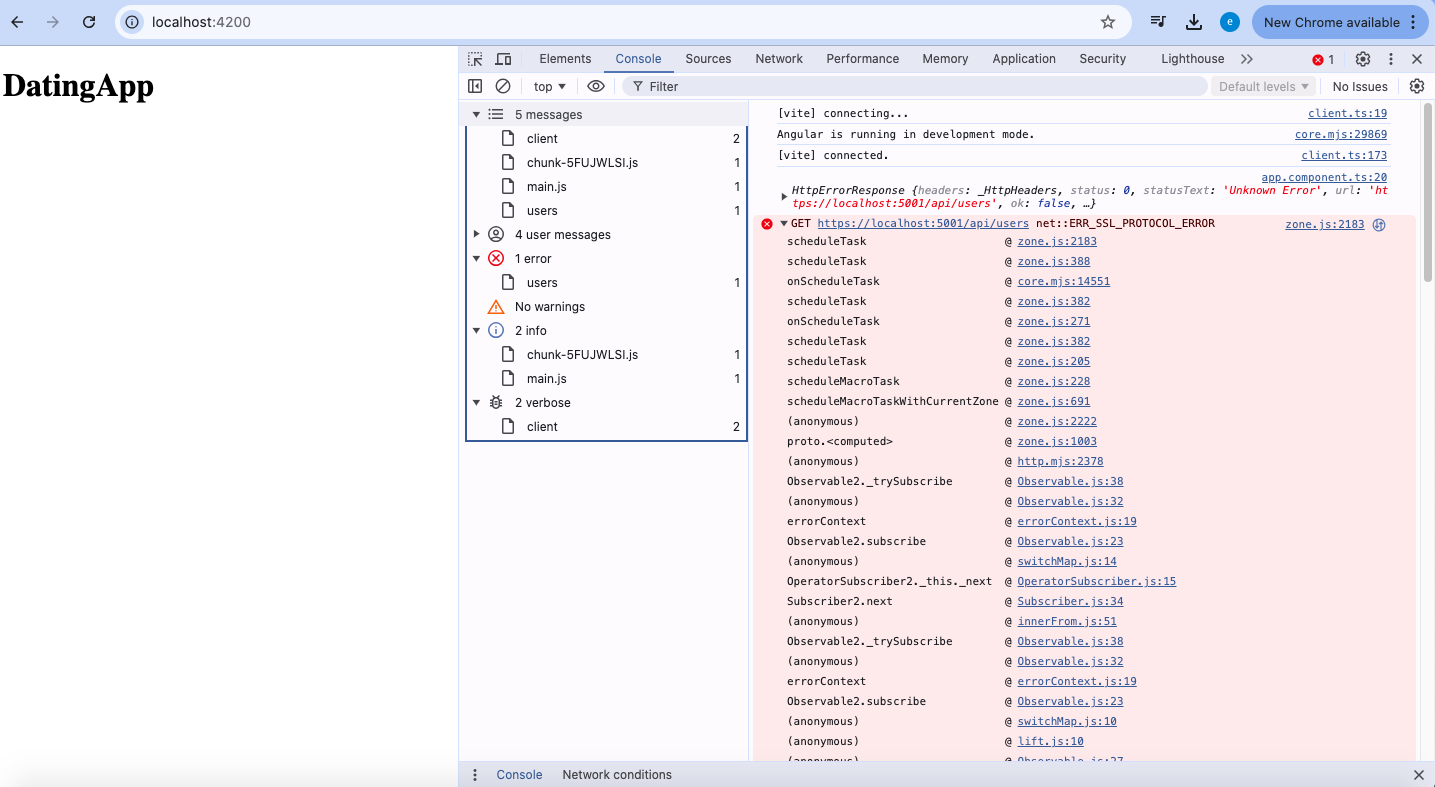 localhost:4200
e
New Chrome available
DatingApp
Elements Console Sources Network Performance Memory Application Security Lighthouse 1
top Filter Default levels No Issues
5 messages
client 2
chunk-5FUJWLSI.js 1
main.js 1
users 1
4 user messages
1 error
users 1
No warnings
2 info
chunk-5FUJWLSI.js 1
main.js 1
2 verbose
client 2
[vite] connecting... client.ts:19
Angular is running in development mode. core.mjs:29869
[vite] connected. client.ts:173
app.component.ts:20
HttpErrorResponse {headers: _HttpHeaders, status: 0, statusText: 'Unknown Error', url: 'ht
tps://localhost:5001/api/users', ok: false, …}
GET https://localhost:5001/api/users net::ERR_SSL_PROTOCOL_ERROR zone.js:2183
scheduleTask @ zone.js:2183
scheduleTask @ zone.js:388
onScheduleTask @ core.mjs:14551
scheduleTask @ zone.js:382
onScheduleTask @ zone.js:271
scheduleTask @ zone.js:382
scheduleTask @ zone.js:205
scheduleMacroTask @ zone.js:228
scheduleMacroTaskWithCurrentZone @ zone.js:691
(anonymous) @ zone.js:2222
proto.<computed> @ zone.js:1003
(anonymous) @ http.mjs:2378
Observable2._trySubscribe @ Observable.js:38
(anonymous) @ Observable.js:32
errorContext @ errorContext.js:19
Observable2.subscribe @ Observable.js:23
(anonymous) @ switchMap.js:14
OperatorSubscriber2._this._next @ OperatorSubscriber.js:15
Subscriber2.next @ Subscriber.js:34
(anonymous) @ innerFrom.js:51
Observable2._trySubscribe @ Observable.js:38
(anonymous) @ Observable.js:32
errorContext @ errorContext.js:19
Observable2.subscribe @ Observable.js:23
(anonymous) @ switchMap.js:10
(anonymous) @ lift.js:10
(anonymous) @ Observable.js:27
Console Network conditions